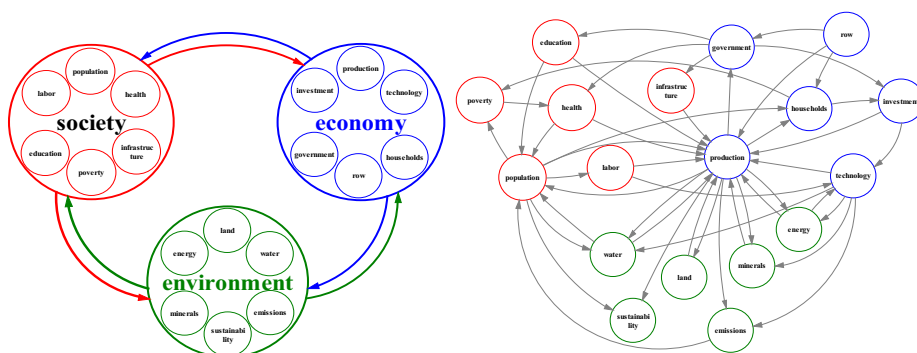 population
labor
health
society
education
infrastruc
ture
poverty
production
investment
technology
economy
government
households
row
land
energy
water
environment
minerals
emissions
sustainabi
lity
education
government
row
poverty
health
infrastruc
ture
households
investment
population
labor
production
technology
water
land
minerals
energy
sustainabi
lity
emissions